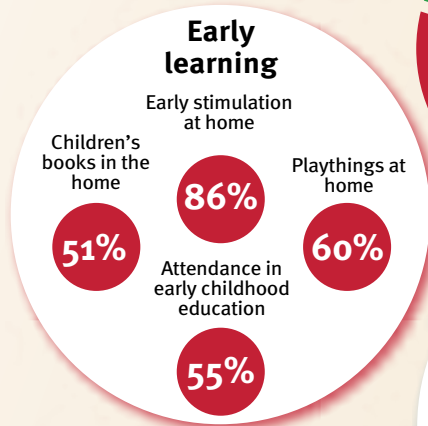 Early
learning
Early stimulation
at home
86%
Children's
books in the
home
51%
Playthings at
home
60%
Attendance in
early childhood
education
55%